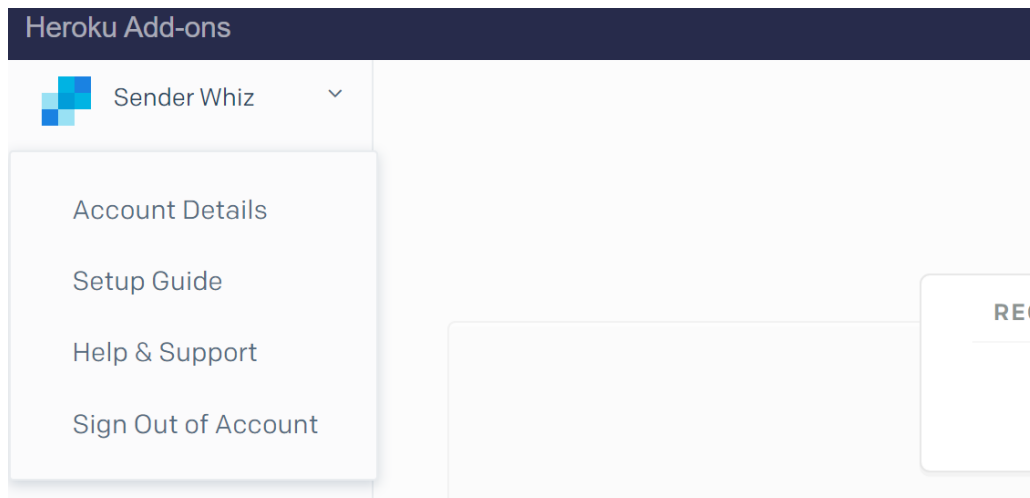 Heroku Add-ons
Sender Whiz
Account Details
Setup Guide
Help & Support
Sign Out of Account